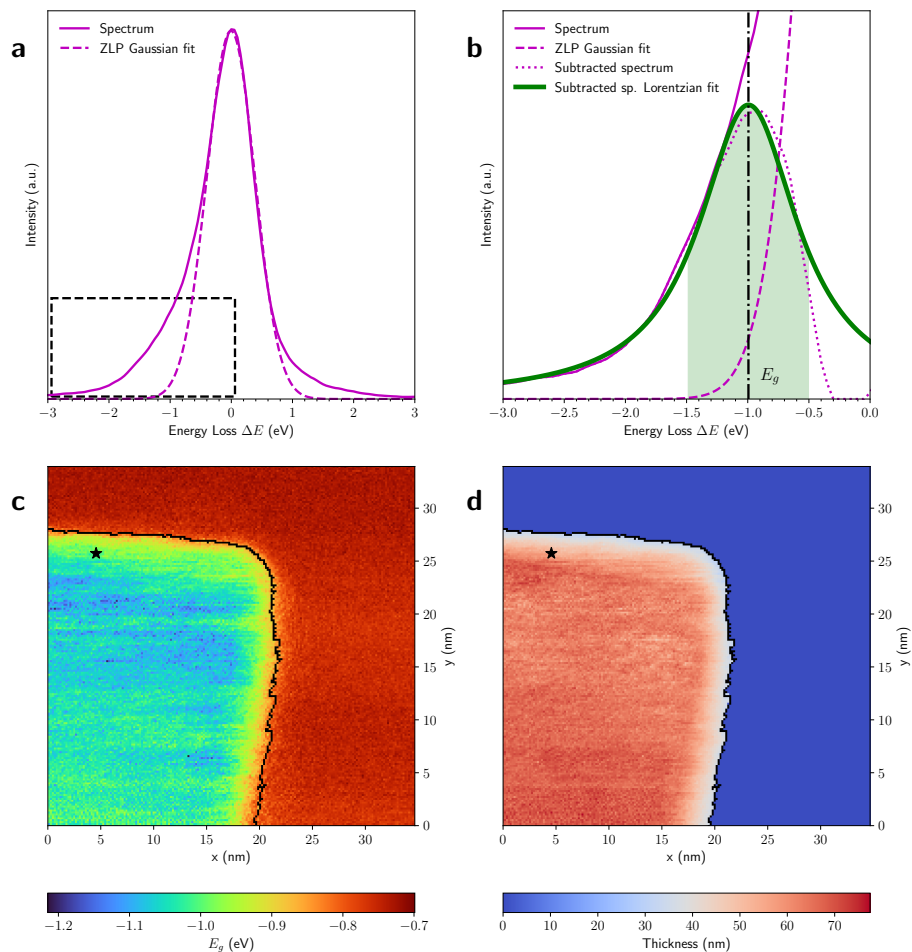 a
Spectrum
ZLP Gaussian fit
Intensity (a.u.)
−3 −2 −1 0 1 2 3
Energy Loss ΔE (eV)
b
Spectrum
ZLP Gaussian fit
Subtracted spectrum
Subtracted sp. Lorentzian fit
Intensity (a.u.)
E_g
−3.0 −2.5 −2.0 −1.5 −1.0 −0.5 0.0
Energy Loss ΔE (eV)
c
30
25
20
15
10
5
0
y (nm)
0 5 10 15 20 25 30
x (nm)
−1.2 −1.1 −1.0 −0.9 −0.8 −0.7
E_g (eV)
d
30
25
20
15
10
5
0
y (nm)
0 5 10 15 20 25 30
x (nm)
0 10 20 30 40 50 60 70
Thickness (nm)